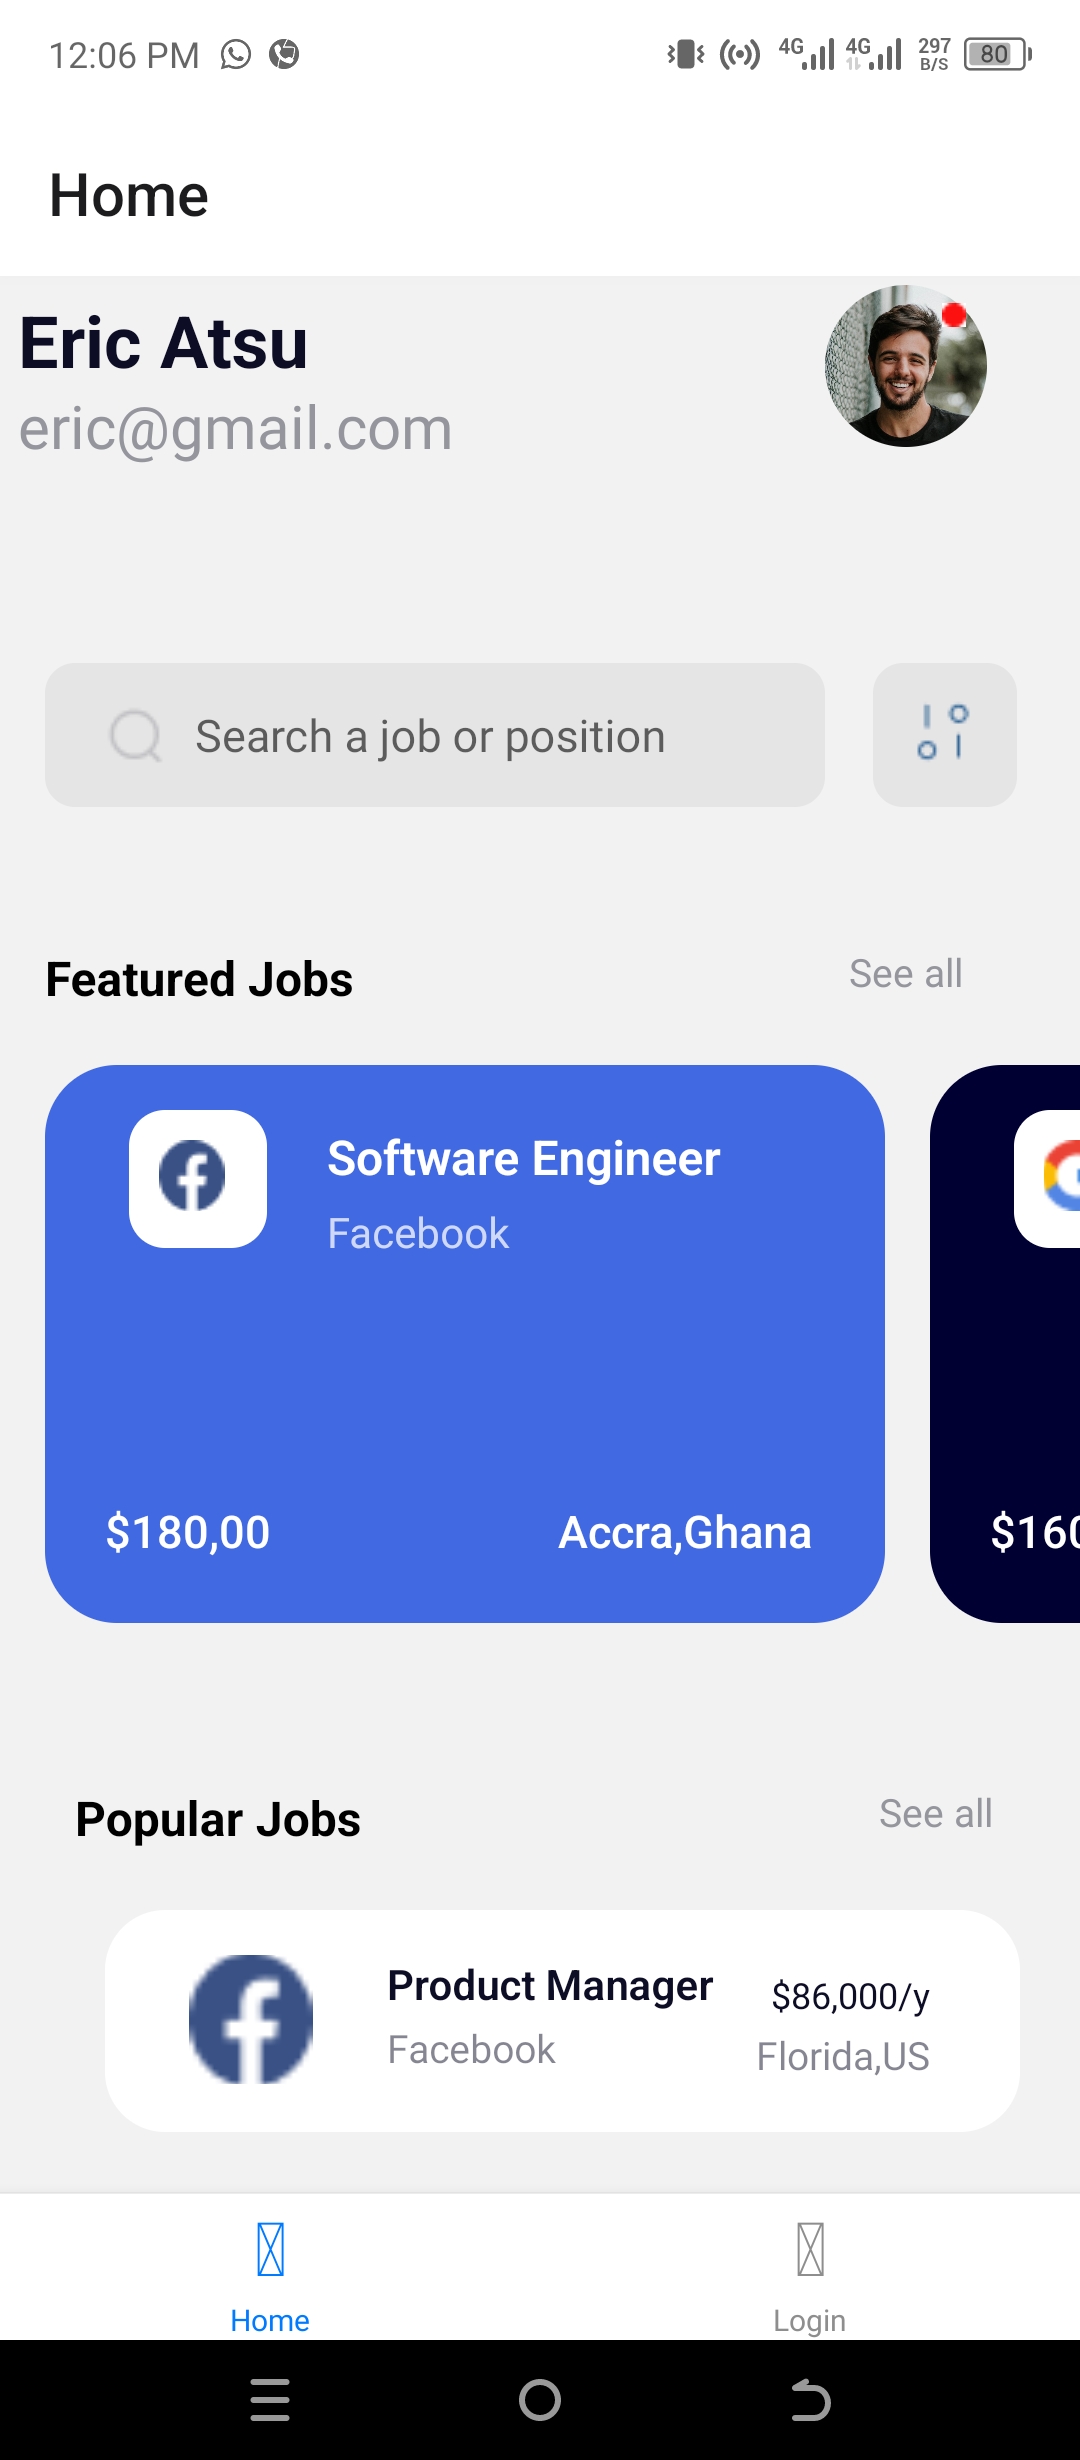 12:06 PM 4G 4G 297 B/S 80
Home
Eric Atsu
eric@gmail.com
Search a job or position
Featured Jobs See all
Software Engineer
Facebook
$180,00 Accra,Ghana $160
Popular Jobs See all
Product Manager $86,000/y
Facebook Florida,US
Home Login